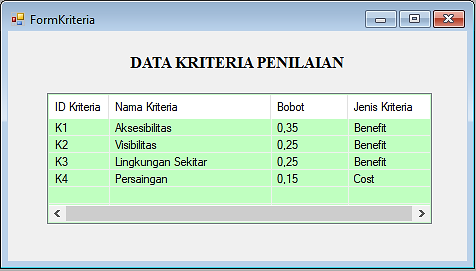 FormKriteria
DATA KRITERIA PENILAIAN
ID Kriteria Nama Kriteria Bobot Jenis Kriteria
K1 Aksesibilitas 0,35 Benefit
K2 Visibilitas 0,25 Benefit
K3 Lingkungan Sekitar 0,25 Benefit
K4 Persaingan 0,15 Cost